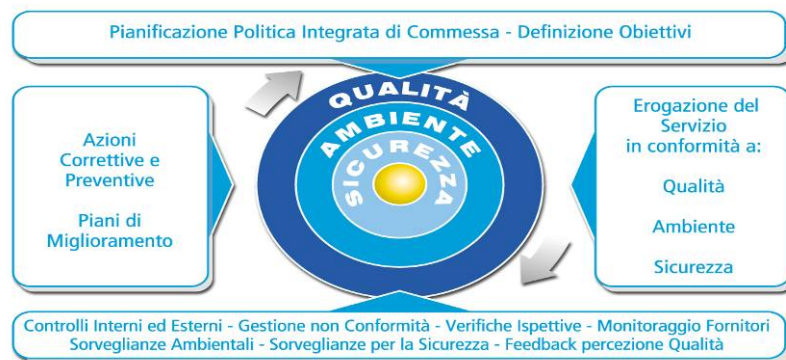 Pianificazione Politica Integrata di Commessa - Definizione Obiettivi
QUALITÀ
AMBIENTE
SICUREZZA
Azioni
Correttive e
Preventive
Piani di
Miglioramento
Erogazione del
Servizio
in conformità a:
Qualità
Ambiente
Sicurezza
Controlli Interni ed Esterni - Gestione non Conformità - Verifiche Ispettive - Monitoraggio Fornitori
Sorveglianze Ambientali - Sorveglianze per la Sicurezza - Feedback percezione Qualità